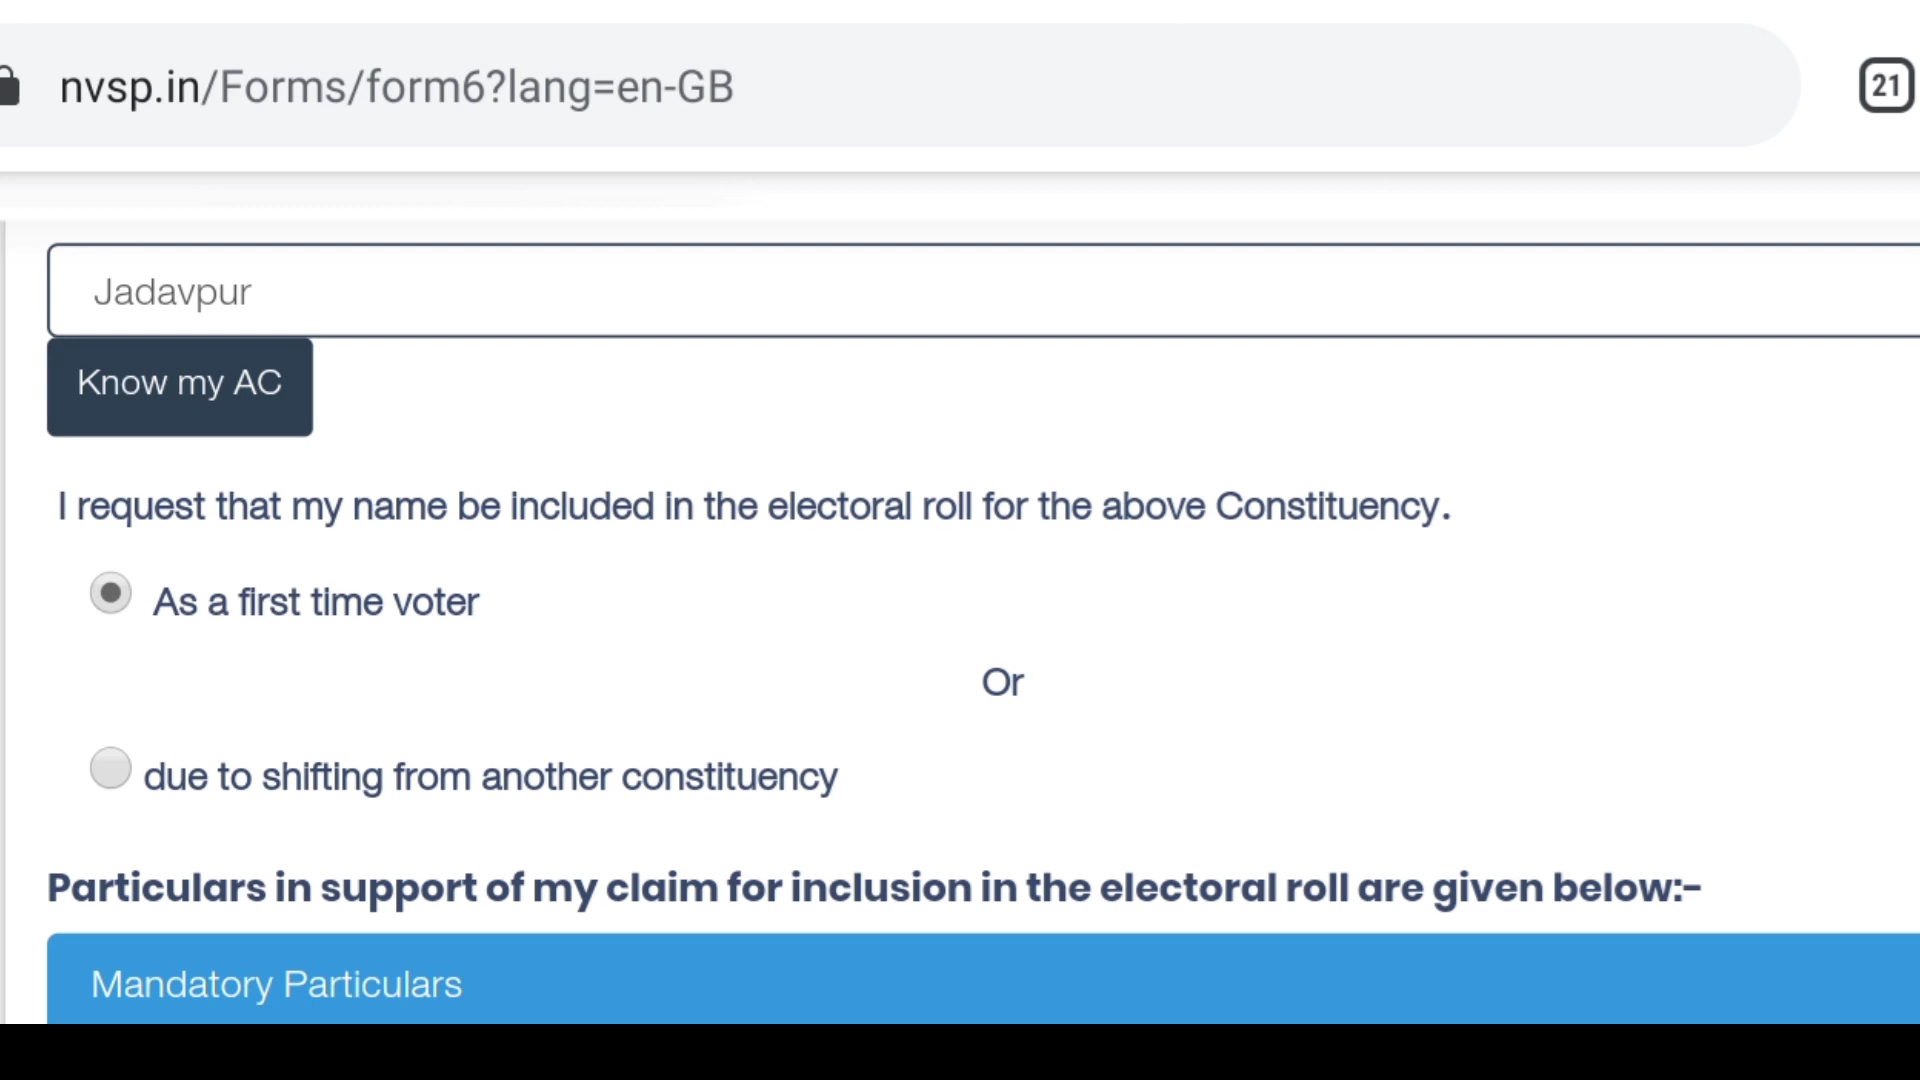 nvsp.in/Forms/form6?lang=en-GB
21
Jadavpur
Know my AC
I request that my name be included in the electoral roll for the above Constituency.
As a first time voter
Or
due to shifting from another constituency
Particulars in support of my claim for inclusion in the electoral roll are given below:-
Mandatory Particulars